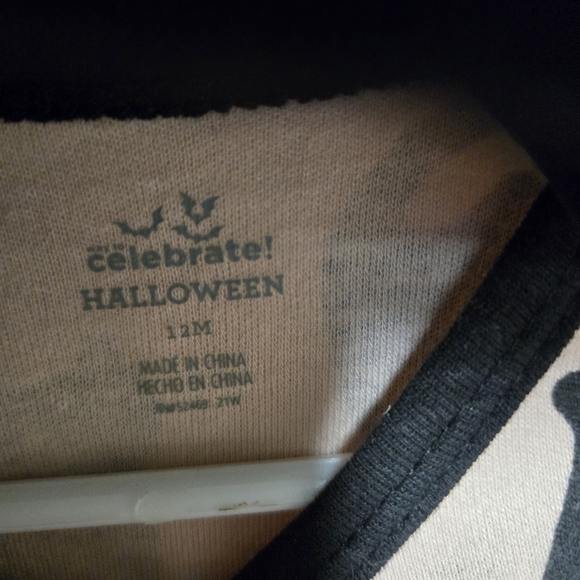 celebrate!
HALLOWEEN
12M
MADE IN CHINA
HECHO EN CHINA